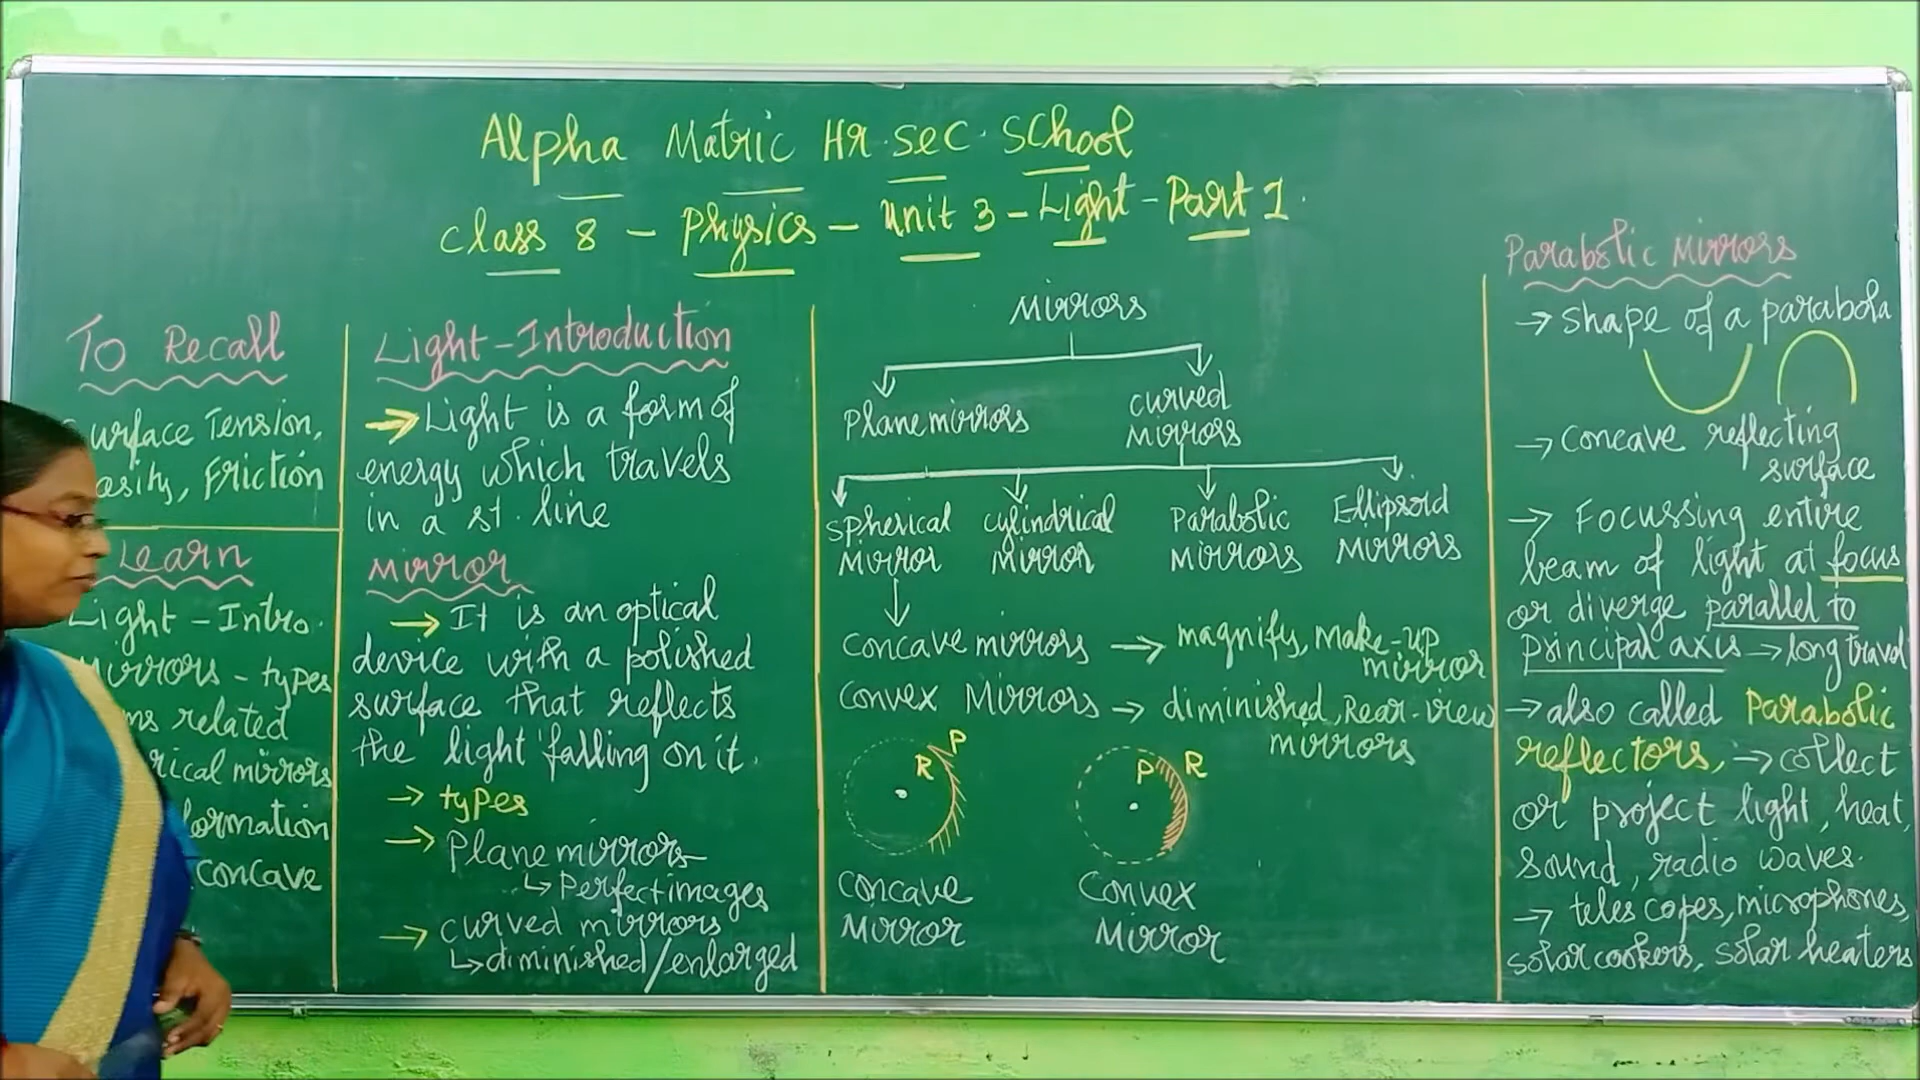 Alpha Matric Hr. sec. School
class 8 - Physics - unit 3 - Light - Part 1
To Recall
urface Tension,
osity, Friction
Learn
Light - Intro.
Mirrors - types
ms related
rical mirrors
formation
concave
Light - Introduction
→ Light is a form of
energy which travels
in a st. line
Mirror
→ It is an optical
device with a polished
surface that reflects
the light falling on it.
→ types
→ Plane mirrors
↳ Perfect images
→ curved mirrors
↳ diminished/enlarged
Mirrors
Plane mirrors
curved
Mirrors
spherical
Mirror
cylindrical
Mirror
Parabolic
Mirrors
Ellipsoid
Mirrors
Concave mirrors → magnify, make-up
mirror
Convex Mirrors → diminished, Rear-view
mirrors
R P
P R
Concave
Mirror
Convex
Mirror
Parabolic Mirrors
→ shape of a parabola
→ concave reflecting
surface
→ Focussing entire
beam of light at focus
or diverge parallel to
principal axis → long travel
→ also called Parabolic
reflectors, → collect
or project light, heat,
sound, radio waves.
→ telescopes, microphones,
solar cookers, solar heaters